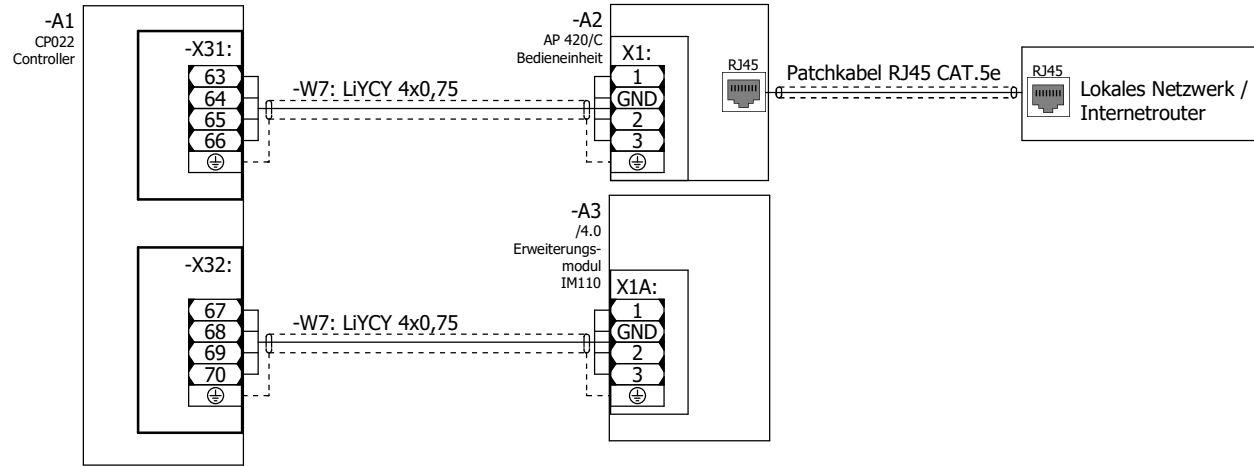 -A1
CP022
Controller
-X31:
63
64
65
66
-W7: LiYCY 4x0,75
-A2
AP 420/C
Bedieneinheit
X1:
1
GND
2
3
RJ45
Patchkabel RJ45 CAT.5e
RJ45
Lokales Netzwerk /
Internetrouter
-X32:
67
68
69
70
-W7: LiYCY 4x0,75
-A3
/4.0
Erweiterungs-
modul
IM110
X1A:
1
GND
2
3